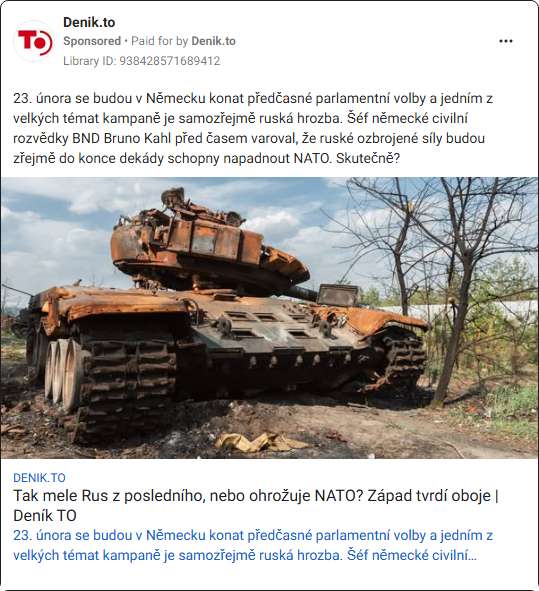 Denik.to
Sponsored • Paid for by Denik.to
Library ID: 938428571689412
TO
23. února se budou v Německu konat předčasné parlamentní volby a jedním z
velkých témat kampaně je samozřejmě ruská hrozba. Šéf německé civilní
rozvědky BND Bruno Kahl před časem varoval, že ruské ozbrojené síly budou
zřejmě do konce dekády schopny napadnout NATO. Skutečně?
DENIK.TO
Tak mele Rus z posledního, nebo ohrožuje NATO? Západ tvrdí oboje |
Deník TO
23. února se budou v Německu konat předčasné parlamentní volby a jedním z
velkých témat kampaně je samozřejmě ruská hrozba. Šéf německé civilní...